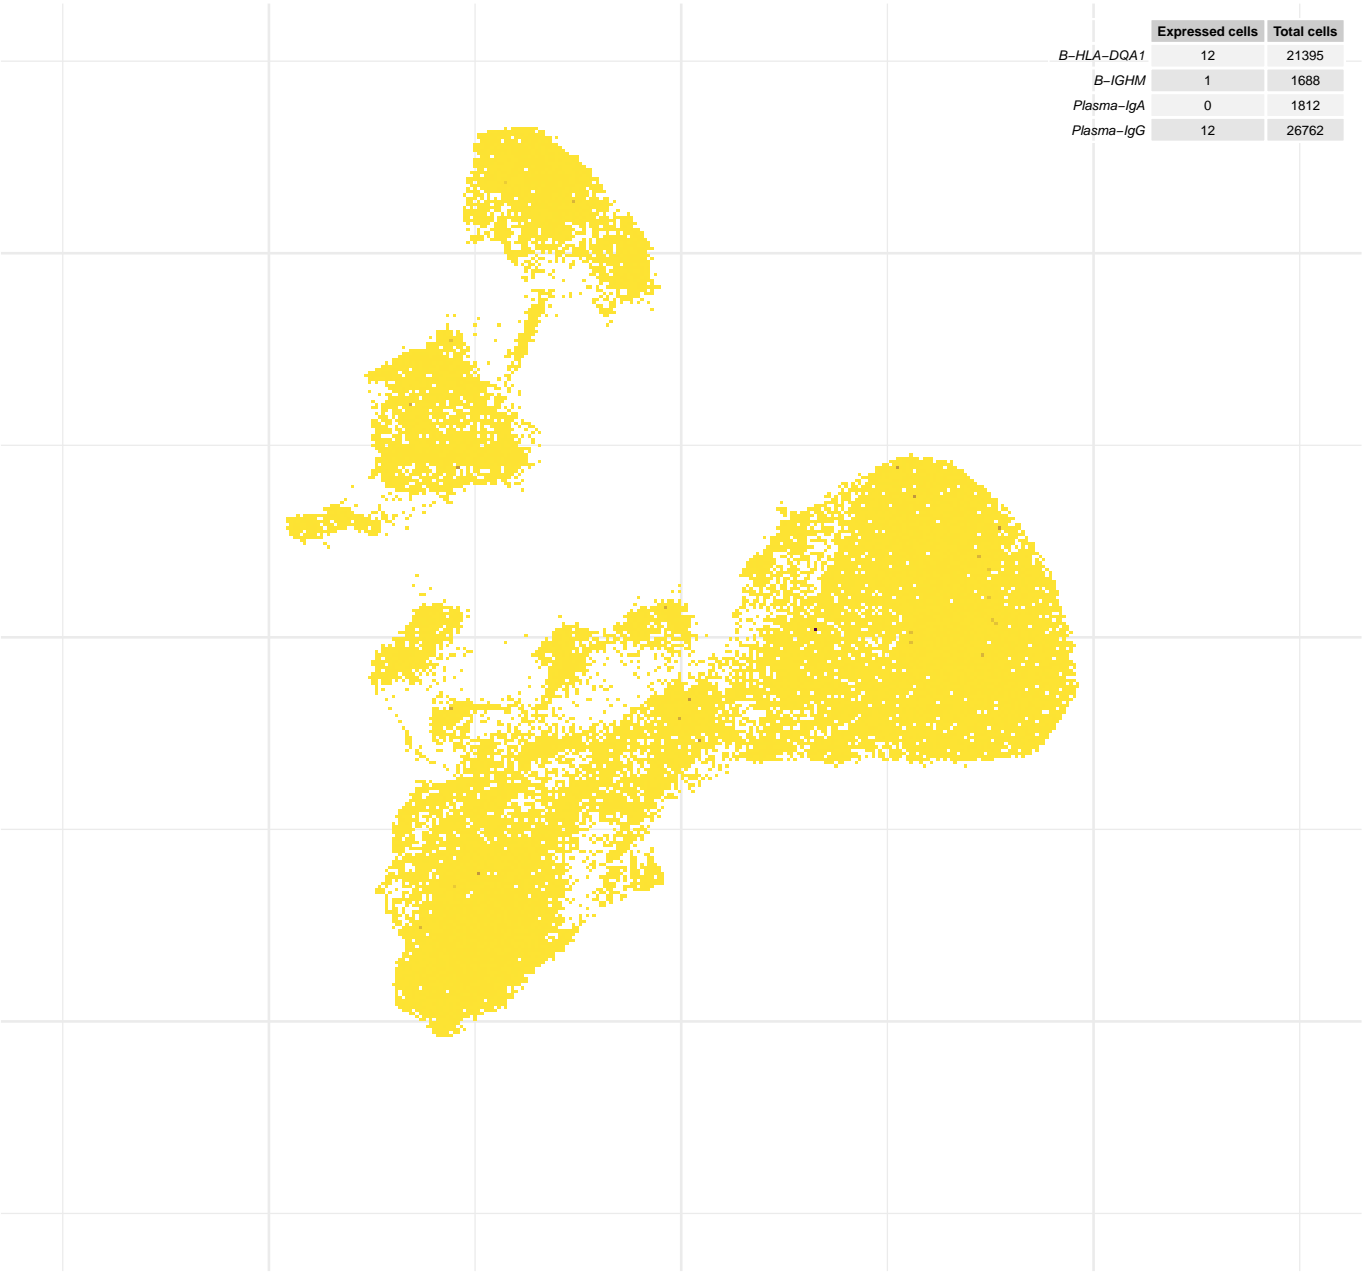 Expressed cells Total cells
B−HLA−DQA1 12 21395
B−IGHM 1 1688
Plasma−IgA 0 1812
Plasma−IgG 12 26762